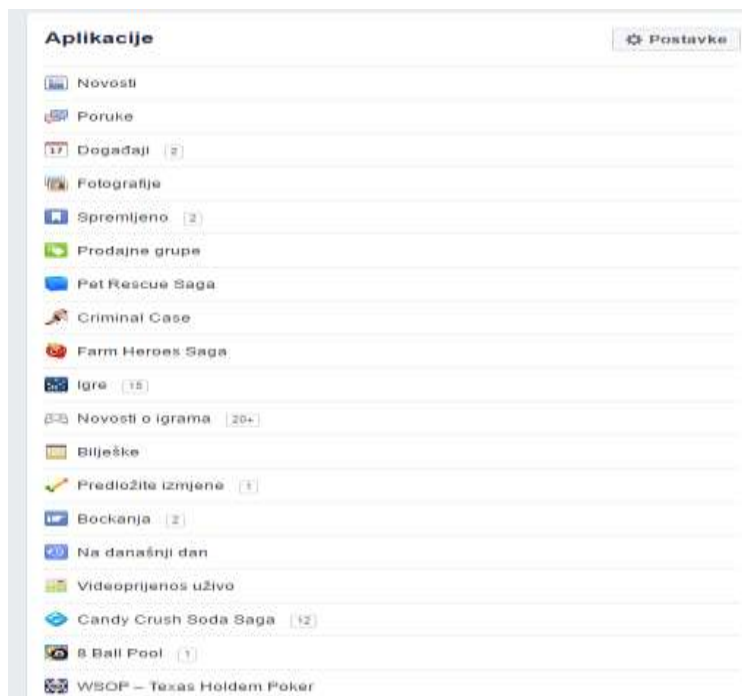 Aplikacije
Postavke
Novosti
Poruke
17 Događaji 2
Fotografije
Spremljeno 2
Prodajne grupe
Pet Rescue Saga
Criminal Case
Farm Heroes Saga
Igre 15
Novosti o igrama 20+
Bilješke
Predložite izmjene 1
Bockanja 2
Na današnji dan
Videoprijenos uživo
Candy Crush Soda Saga 12
8 Ball Pool 1
WSOP – Texas Holdem Poker